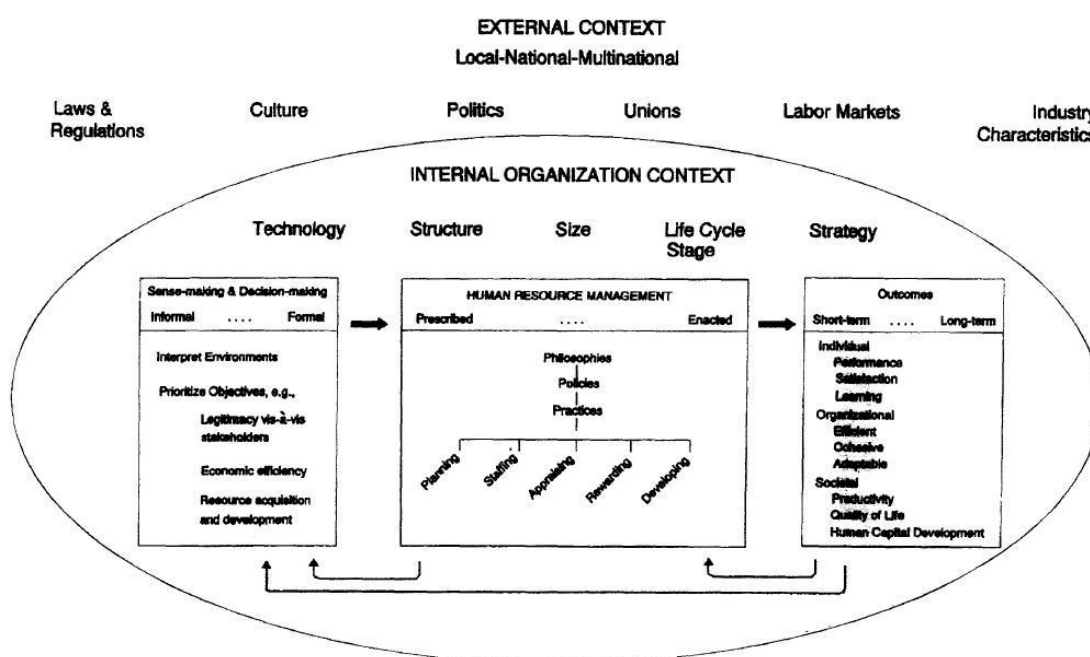 EXTERNAL CONTEXT
Local-National-Multinational
Laws & Regulations
Culture
Politics
Unions
Labor Markets
Industry
Characteristics
INTERNAL ORGANIZATION CONTEXT
Technology
Structure
Size
Life Cycle
Stage
Strategy
Sense-making & Decision-making
Informal .... Formal
Interpret Environments
Prioritize Objectives, e.g.,
Legitimacy vis-à-vis
stakeholders
Economic efficiency
Resource acquisition
and development
HUMAN RESOURCE MANAGEMENT
Prescribed .... Enacted
Philosophies
Policies
Practices
Planning
Staffing
Appraising
Rewarding
Developing
Outcomes
Short-term .... Long-term
Individual
Performance
Satisfaction
Learning
Organizational
Efficient
Cohesive
Adaptable
Societal
Productivity
Quality of Life
Human Capital Development